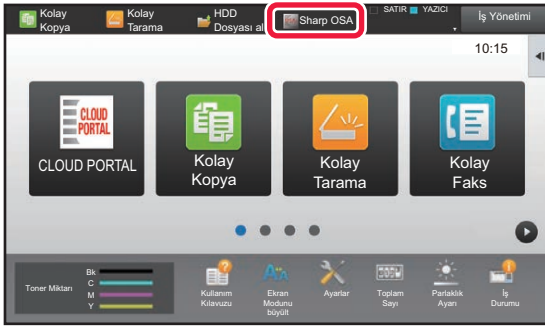 Kolay
Kopya
Kolay
Tarama
HDD
Dosyası al
Sharp OSA
SATIR
YAZICI
İş Yönetimi
10:15
CLOUD
PORTAL
CLOUD PORTAL
Kolay
Kopya
Kolay
Tarama
Kolay
Faks
Toner Miktarı
Bk
C
M
Y
Kullanım
Kılavuzu
Ekran
Modunu
büyült
Ayarlar
Toplam
Sayı
Parlaklık
Ayarı
İş
Durumu